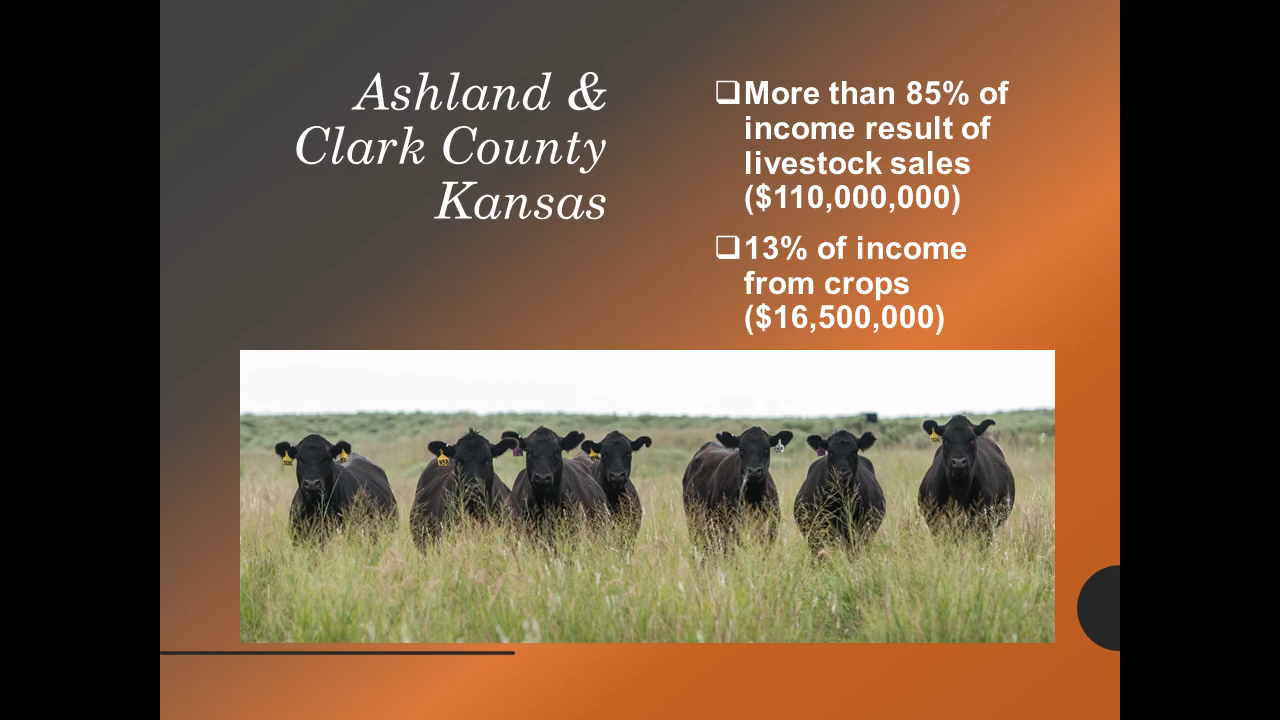 Ashland &
Clark County
Kansas
More than 85% of
income result of
livestock sales
($110,000,000)
13% of income
from crops
($16,500,000)